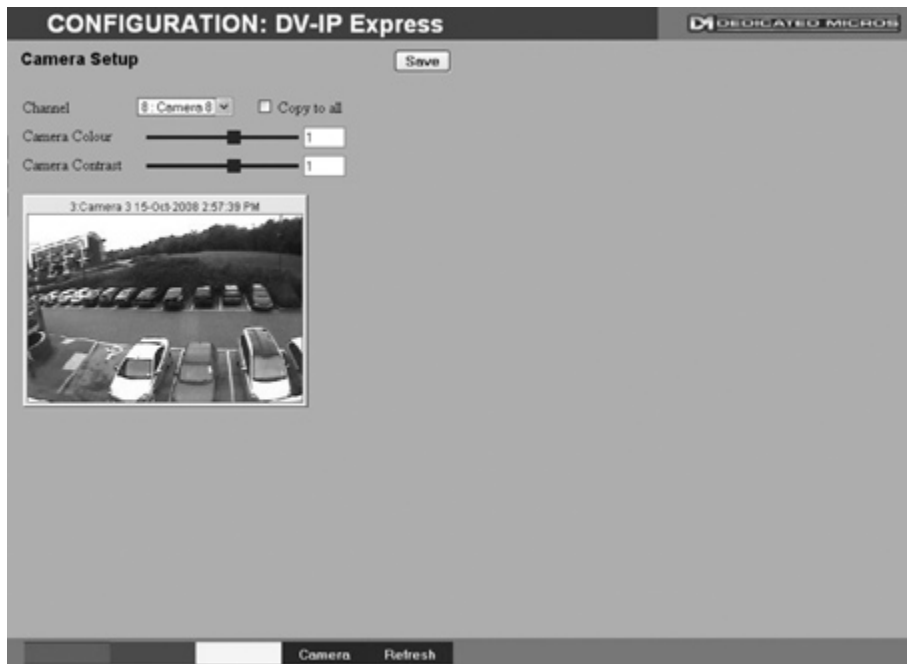 CONFIGURATION: DV-IP Express
DEDICATED MICROS
Camera Setup
Save
Channel
8: Camera 8
Copy to all
Camera Colour
1
Camera Contrast
1
3:Camera 3 15-Oct-2008 2:57:39 PM
Camera
Refresh